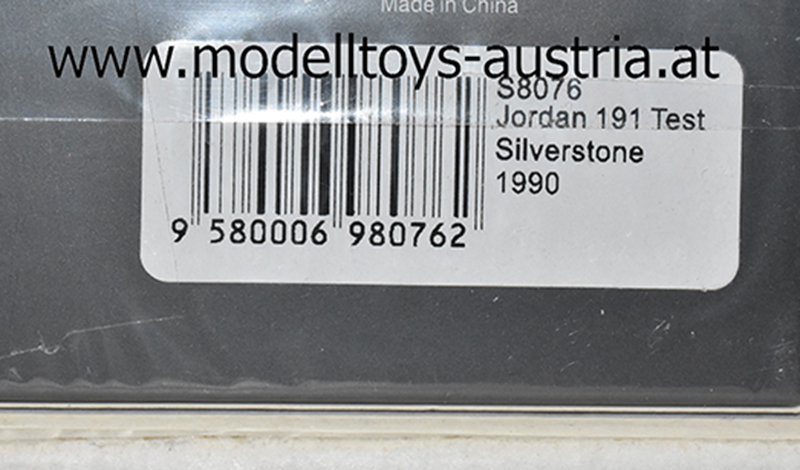 Made in China
www.modelltoys-austria.at
S8076
Jordan 191 Test
Silverstone
1990
9 580006 980762